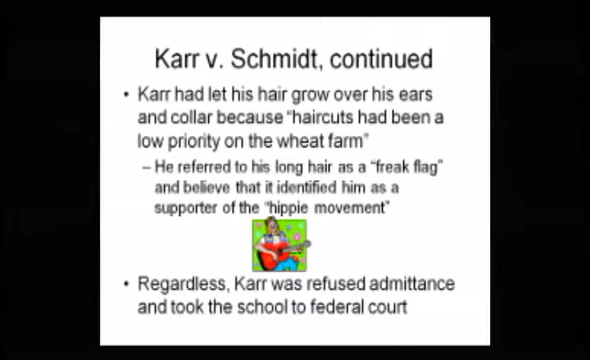 Karr v. Schmidt, continued
• Karr had let his hair grow over his ears
and collar because “haircuts had been a
low priority on the wheat farm”
– He referred to his long hair as a “freak flag”
and believe that it identified him as a
supporter of the “hippie movement”
• Regardless, Karr was refused admittance
and took the school to federal court